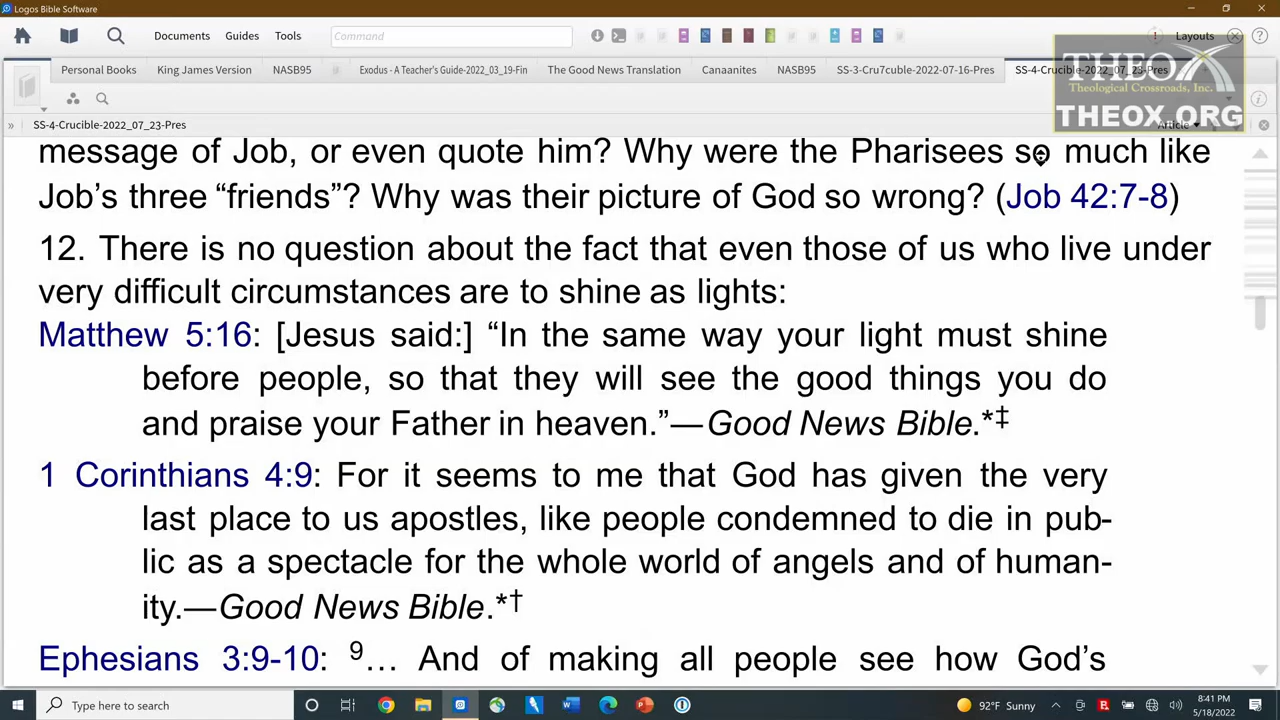 Logos Bible Software
Documents Guides Tools Command Layouts
Personal Books King James Version NASB95 2022_03_19-Fin The Good News Translation Canaanites NASB95 SS-4-Crucible-2022_07_23-Pres
THEOX
Theological Crossroads, Inc.
THEOX.ORG
SS-4-Crucible-2022_07_23-Pres Article
message of Job, or even quote him? Why were the Pharisees so much like
Job’s three “friends”? Why was their picture of God so wrong? (Job 42:7-8)
12. There is no question about the fact that even those of us who live under
very difficult circumstances are to shine as lights:
Matthew 5:16: [Jesus said:] “In the same way your light must shine
before people, so that they will see the good things you do
and praise your Father in heaven.”—Good News Bible.*‡
1 Corinthians 4:9: For it seems to me that God has given the very
last place to us apostles, like people condemned to die in pub-
lic as a spectacle for the whole world of angels and of human-
ity.—Good News Bible.*†
Ephesians 3:9-10: 9… And of making all people see how God’s
Type here to search 92°F Sunny 8:41 PM
5/18/2022